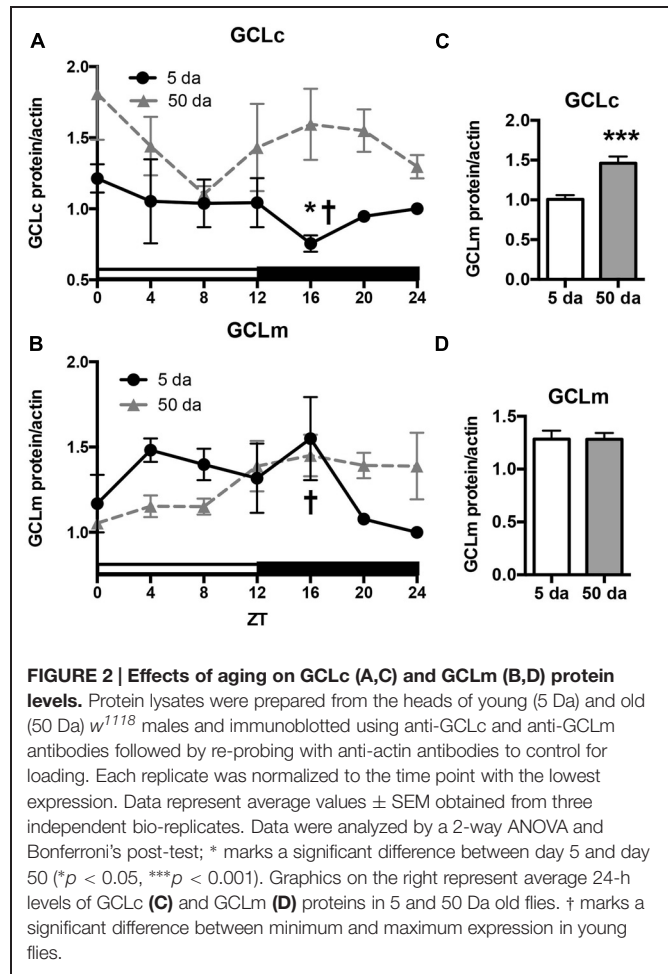 A
GCLc
GCLc protein/actin
2.0
1.5
1.0
0.5
5 da
50 da
* †
0 4 8 12 16 20 24
B
GCLm
GCLm protein/actin
2.0
1.5
1.0
5 da
50 da
†
0 4 8 12 16 20 24
ZT
C
GCLc
GCLm protein/actin
2.0
1.5
1.0
0.5
0.0
***
5 da 50 da
D
GCLm
GCLm protein/actin
1.5
1.0
0.5
0.0
5 da 50 da
FIGURE 2 | Effects of aging on GCLc (A,C) and GCLm (B,D) protein
levels. Protein lysates were prepared from the heads of young (5 Da) and old
(50 Da) w1118 males and immunoblotted using anti-GCLc and anti-GCLm
antibodies followed by re-probing with anti-actin antibodies to control for
loading. Each replicate was normalized to the time point with the lowest
expression. Data represent average values ± SEM obtained from three
independent bio-replicates. Data were analyzed by a 2-way ANOVA and
Bonferroni's post-test; * marks a significant difference between day 5 and day
50 (*p < 0.05, ***p < 0.001). Graphics on the right represent average 24-h
levels of GCLc (C) and GCLm (D) proteins in 5 and 50 Da old flies. † marks a
significant difference between minimum and maximum expression in young
flies.